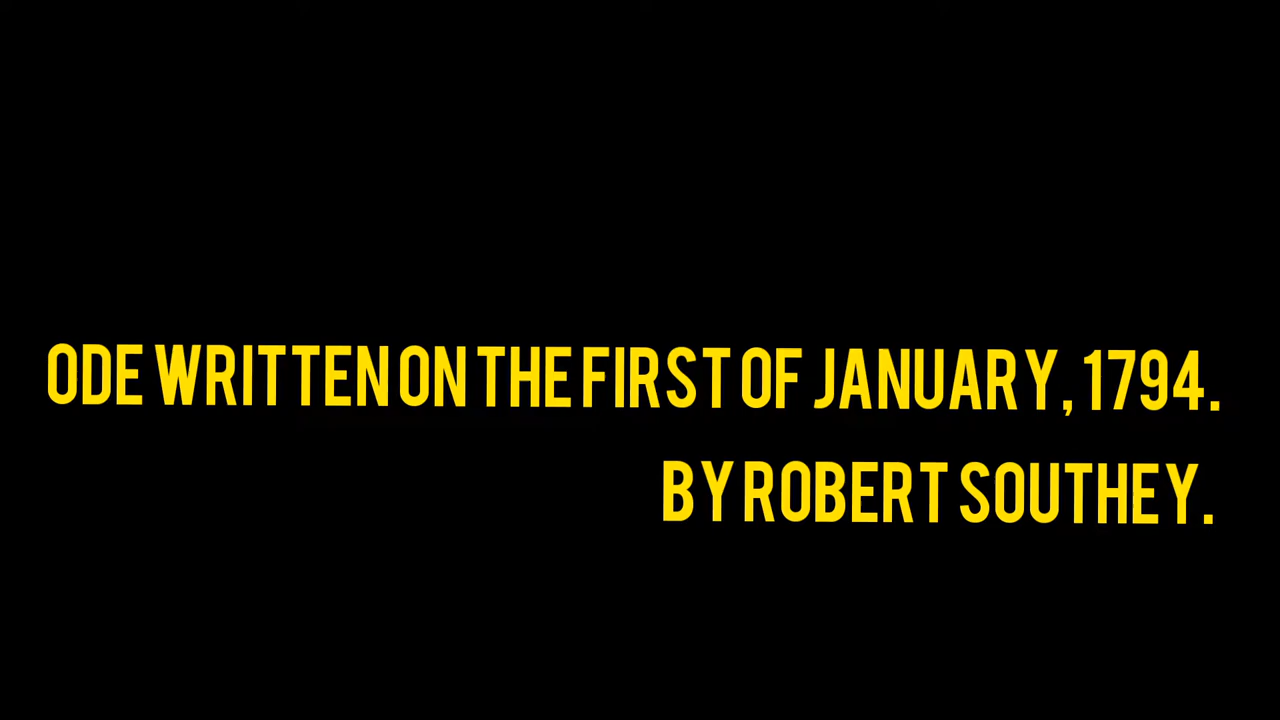 ODE WRITTEN ON THE FIRST OF JANUARY, 1794.
BY ROBERT SOUTHEY.